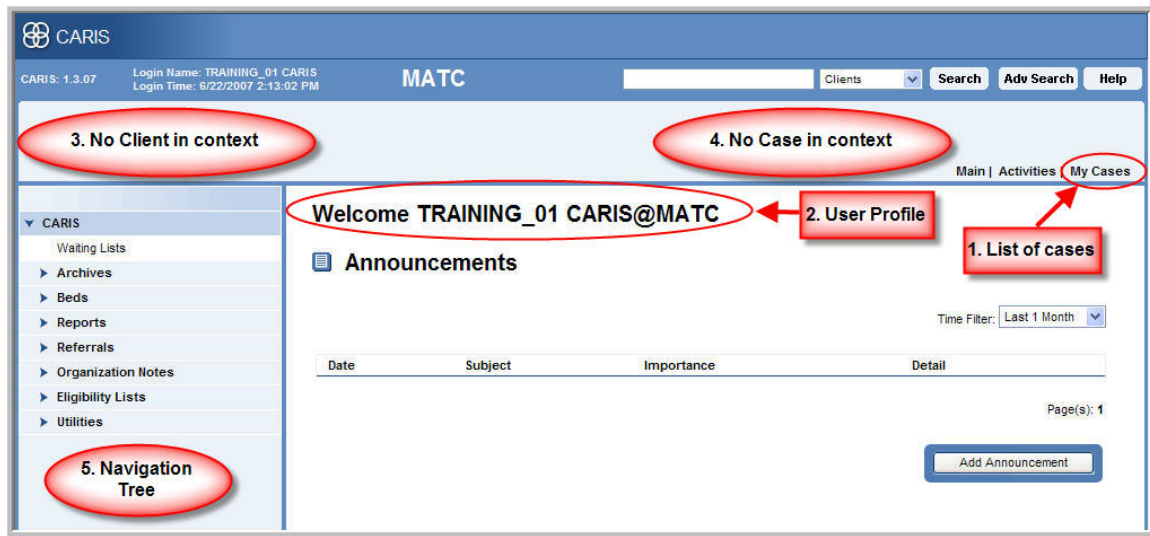 CARIS
CARIS: 1.3.07
Login Name: TRAINING_01 CARIS
Login Time: 6/22/2007 2:13:02 PM
MATC
Clients
Search
Adv Search
Help
3. No Client in context
4. No Case in context
Main | Activities | My Cases
CARIS
Waiting Lists
Archives
Beds
Reports
Referrals
Organization Notes
Eligibility Lists
Utilities
5. Navigation
Tree
Welcome TRAINING_01 CARIS@MATC
2. User Profile
1. List of cases
Announcements
Time Filter: Last 1 Month
Date Subject Importance Detail
Page(s): 1
Add Announcement